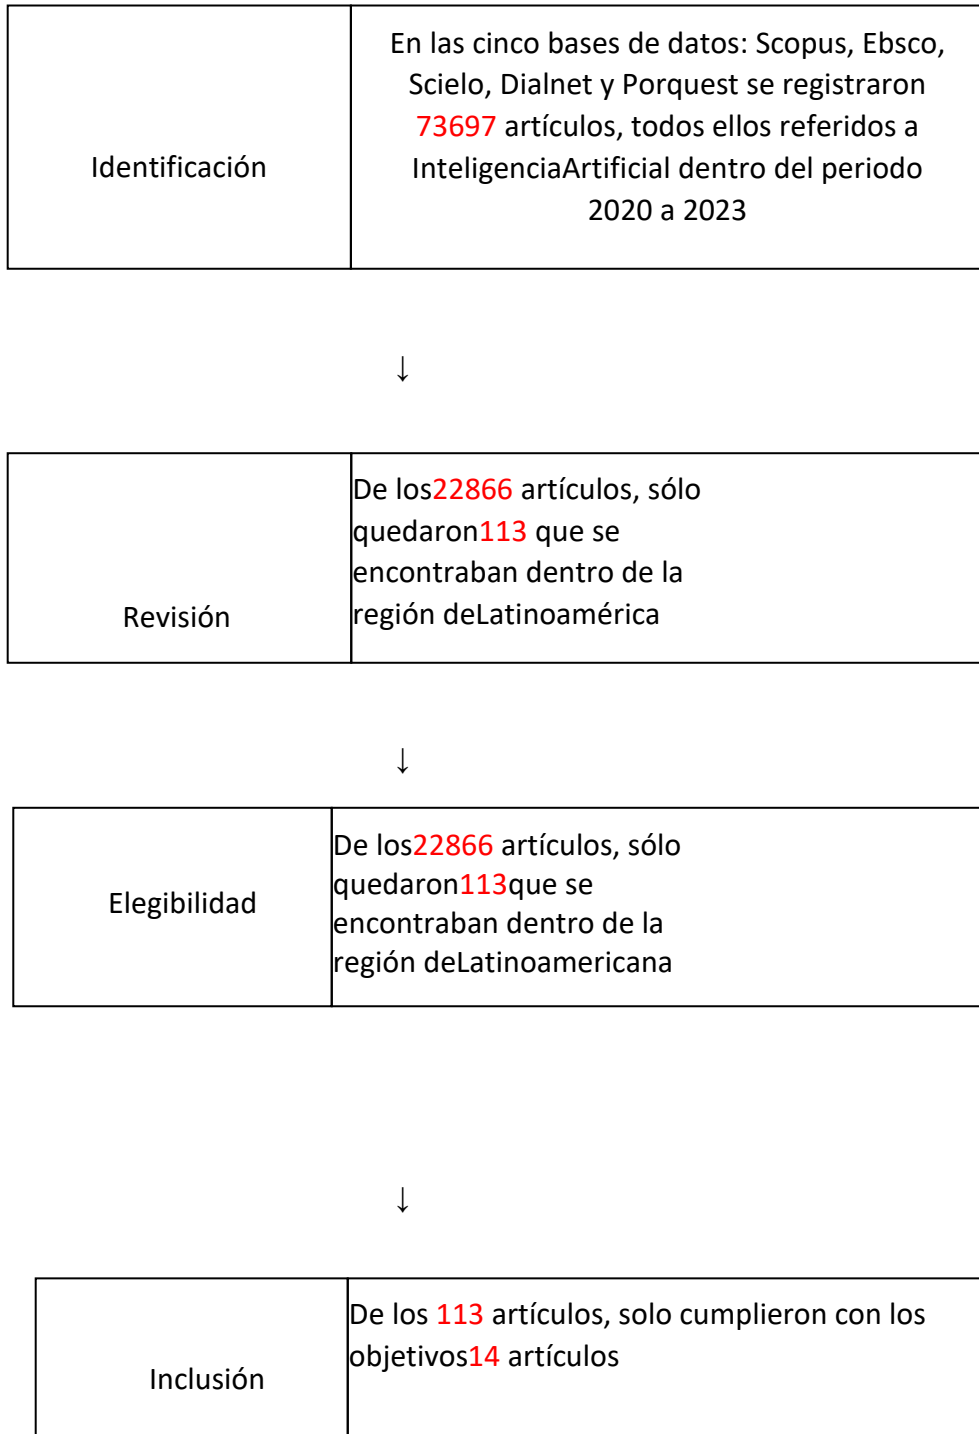 En las cinco bases de datos: Scopus, Ebsco,
Scielo, Dialnet y Porquest se registraron
73697 artículos, todos ellos referidos a
InteligenciaArtificial dentro del periodo
2020 a 2023
Identificación
↓
De los22866 artículos, sólo
quedaron113 que se
encontraban dentro de la
región deLatinoamérica
Revisión
↓
De los22866 artículos, sólo
quedaron113que se
encontraban dentro de la
región deLatinoamericana
Elegibilidad
↓
De los 113 artículos, solo cumplieron con los
objetivos14 artículos
Inclusión